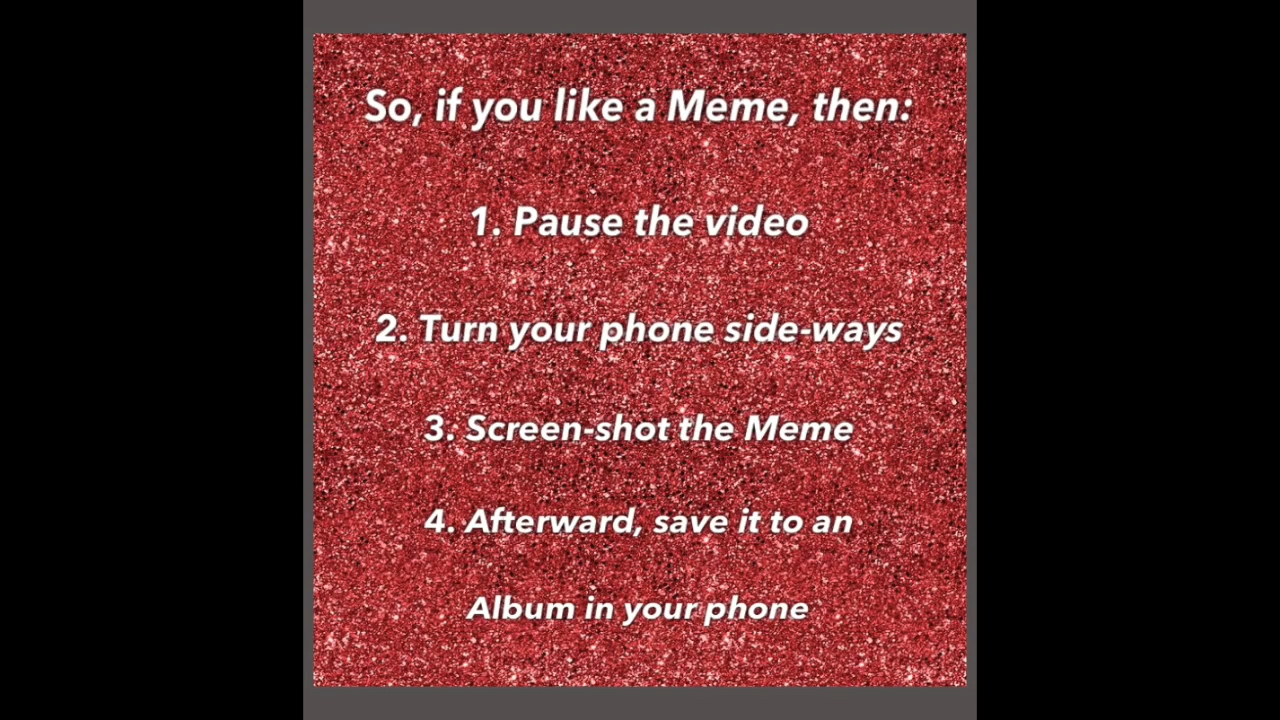 So, if you like a Meme, then:
1. Pause the video
2. Turn your phone side-ways
3. Screen-shot the Meme
4. Afterward, save it to an
Album in your phone